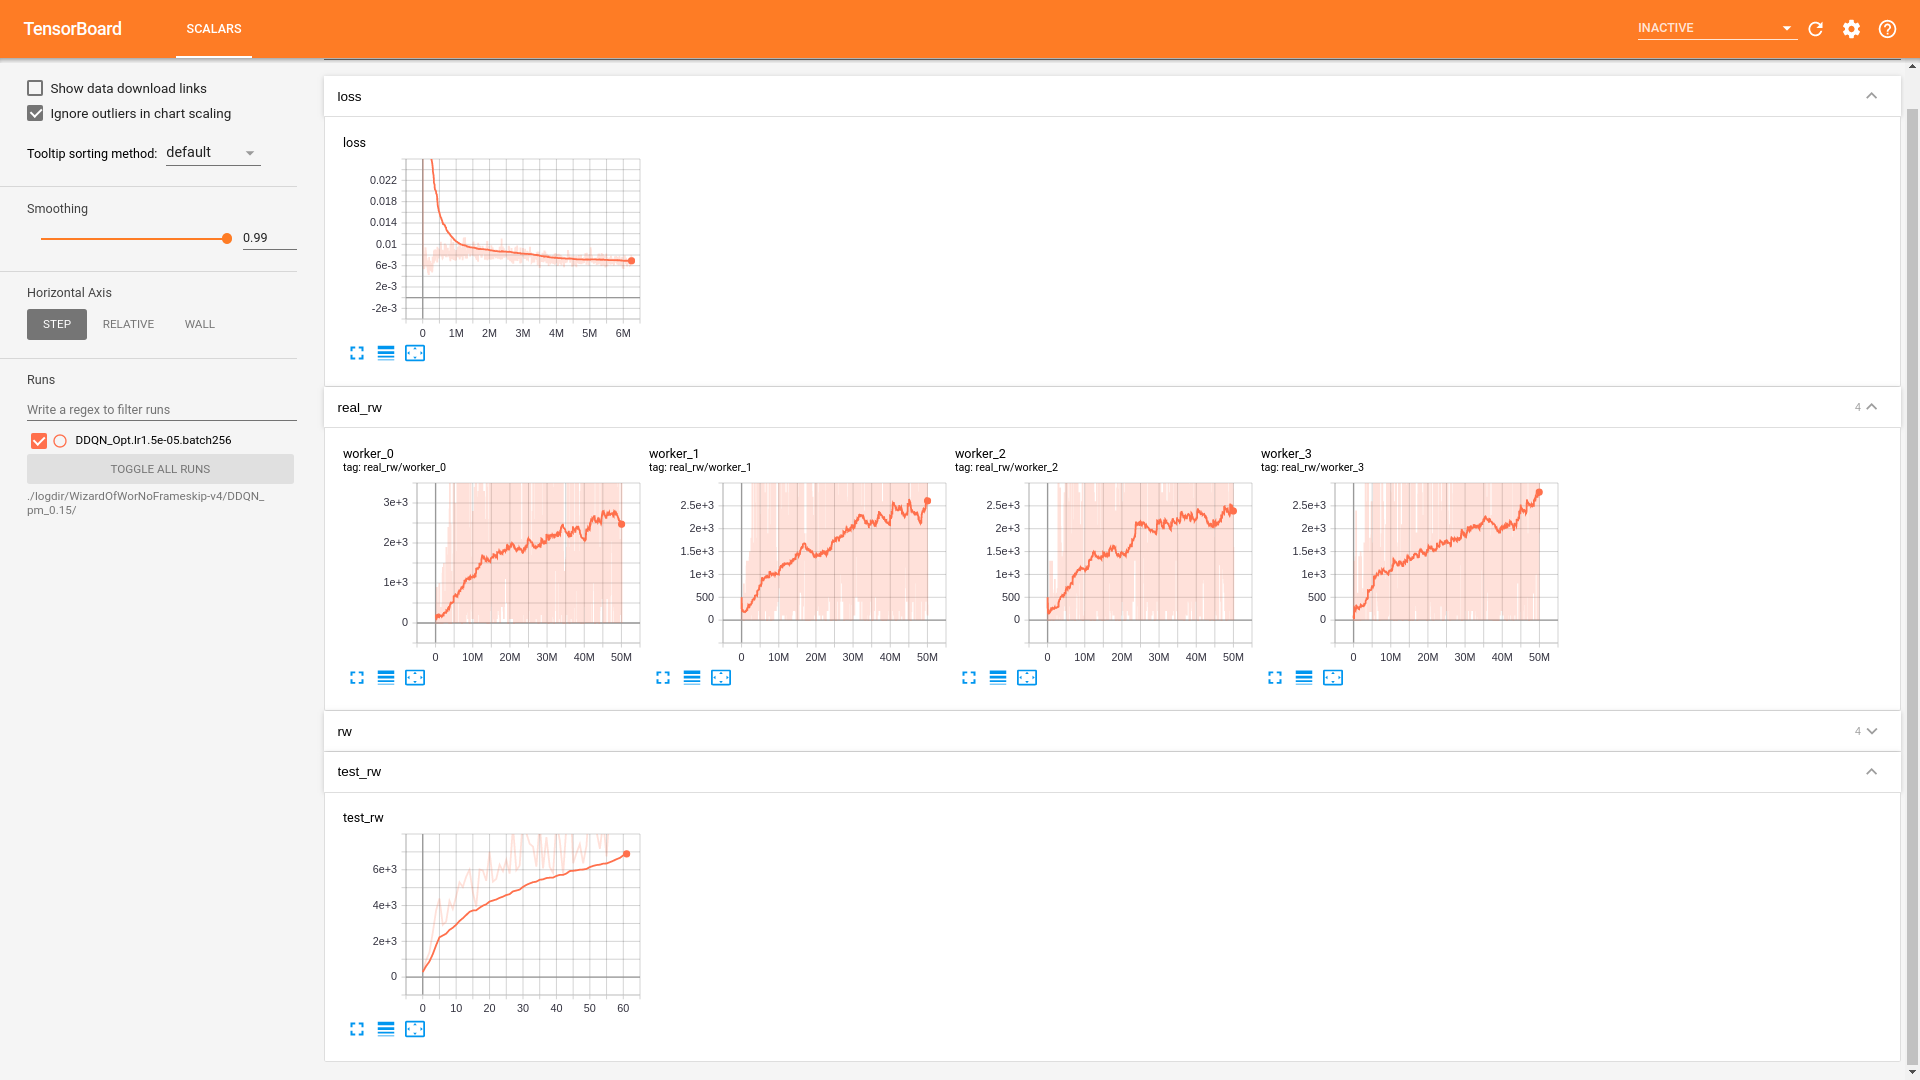 TensorBoard
SCALARS
INACTIVE
Show data download links
Ignore outliers in chart scaling
Tooltip sorting method: default
Smoothing
0.99
Horizontal Axis
STEP RELATIVE WALL
Runs
Write a regex to filter runs
DDQN_Opt.lr1.5e-05.batch256
TOGGLE ALL RUNS
./logdir/WizardOfWorNoFrameskip-v4/DDQN_
pm_0.15/
loss
loss
0.022
0.018
0.014
0.01
6e-3
2e-3
-2e-3
0 1M 2M 3M 4M 5M 6M
real_rw
4
worker_0
tag: real_rw/worker_0
3e+3
2e+3
1e+3
0
0 10M 20M 30M 40M 50M
worker_1
tag: real_rw/worker_1
2.5e+3
2e+3
1.5e+3
1e+3
500
0
0 10M 20M 30M 40M 50M
worker_2
tag: real_rw/worker_2
2.5e+3
2e+3
1.5e+3
1e+3
500
0
0 10M 20M 30M 40M 50M
worker_3
tag: real_rw/worker_3
2.5e+3
2e+3
1.5e+3
1e+3
500
0
0 10M 20M 30M 40M 50M
rw
4
test_rw
test_rw
6e+3
4e+3
2e+3
0
0 10 20 30 40 50 60